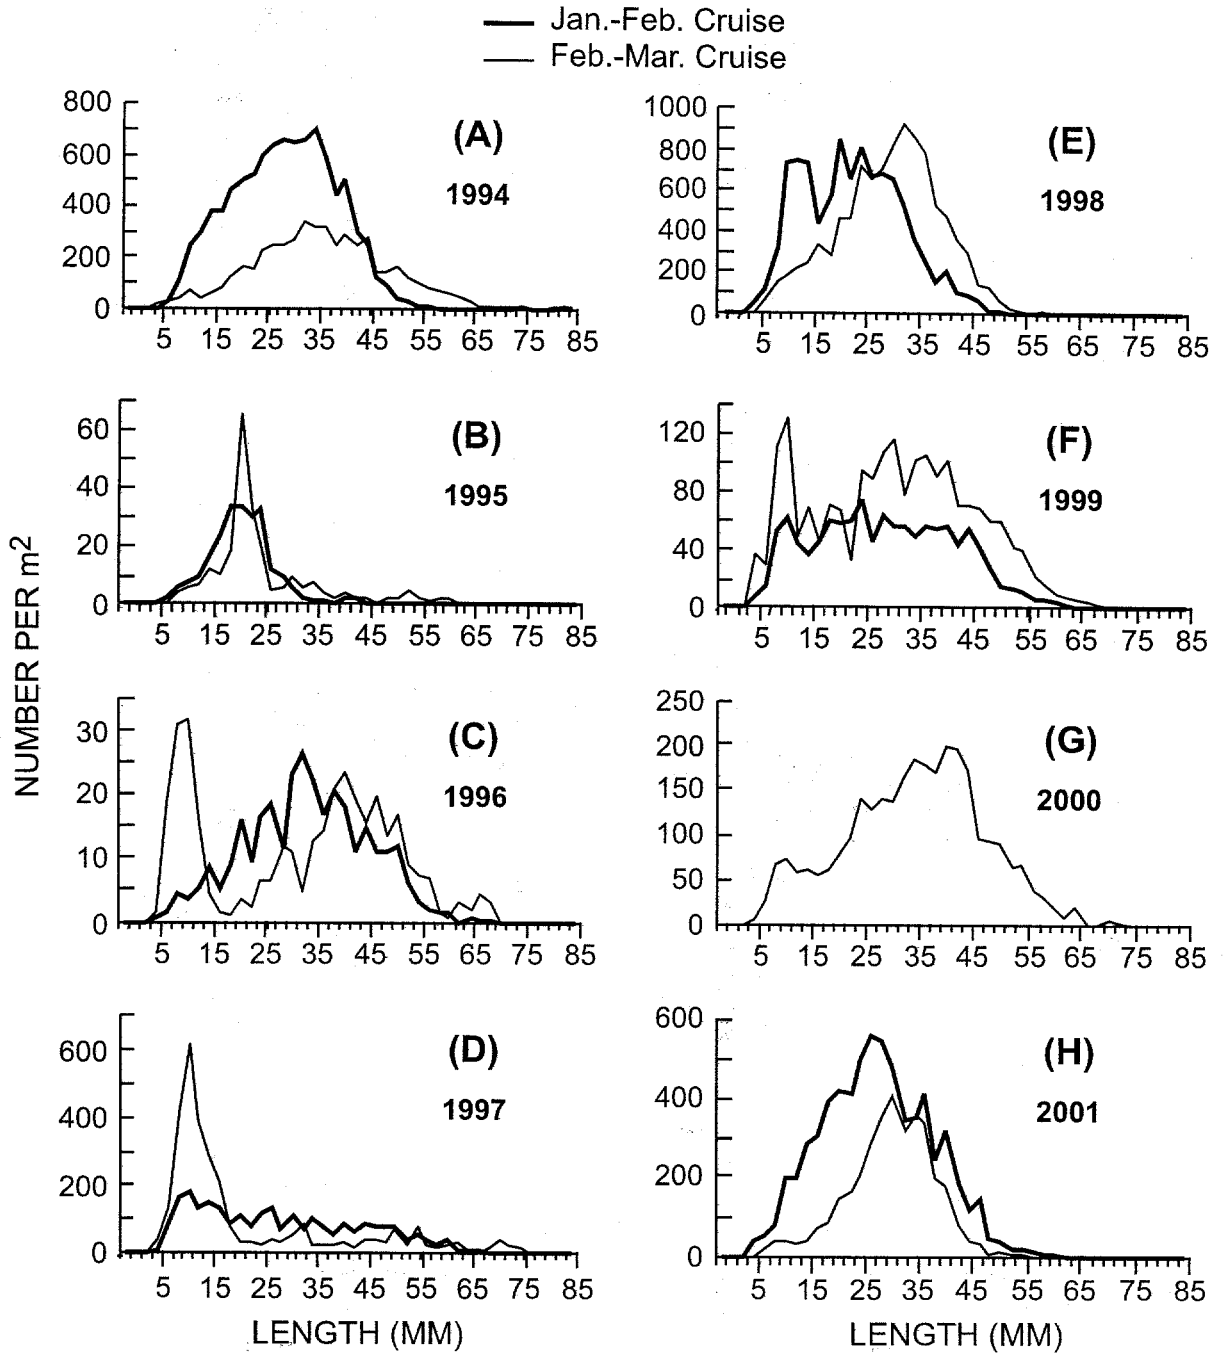 Jan.-Feb. Cruise
Feb.-Mar. Cruise
NUMBER PER m2
800
600
400
200
0
5 15 25 35 45 55 65 75 85
(A)
1994
1000
800
600
400
200
0
5 15 25 35 45 55 65 75 85
(E)
1998
60
40
20
0
5 15 25 35 45 55 65 75 85
(B)
1995
120
80
40
0
5 15 25 35 45 55 65 75 85
(F)
1999
30
20
10
0
5 15 25 35 45 55 65 75 85
(C)
1996
250
200
150
100
50
0
5 15 25 35 45 55 65 75 85
(G)
2000
600
400
200
0
5 15 25 35 45 55 65 75 85
(D)
1997
600
400
200
0
5 15 25 35 45 55 65 75 85
(H)
2001
LENGTH (MM)
LENGTH (MM)